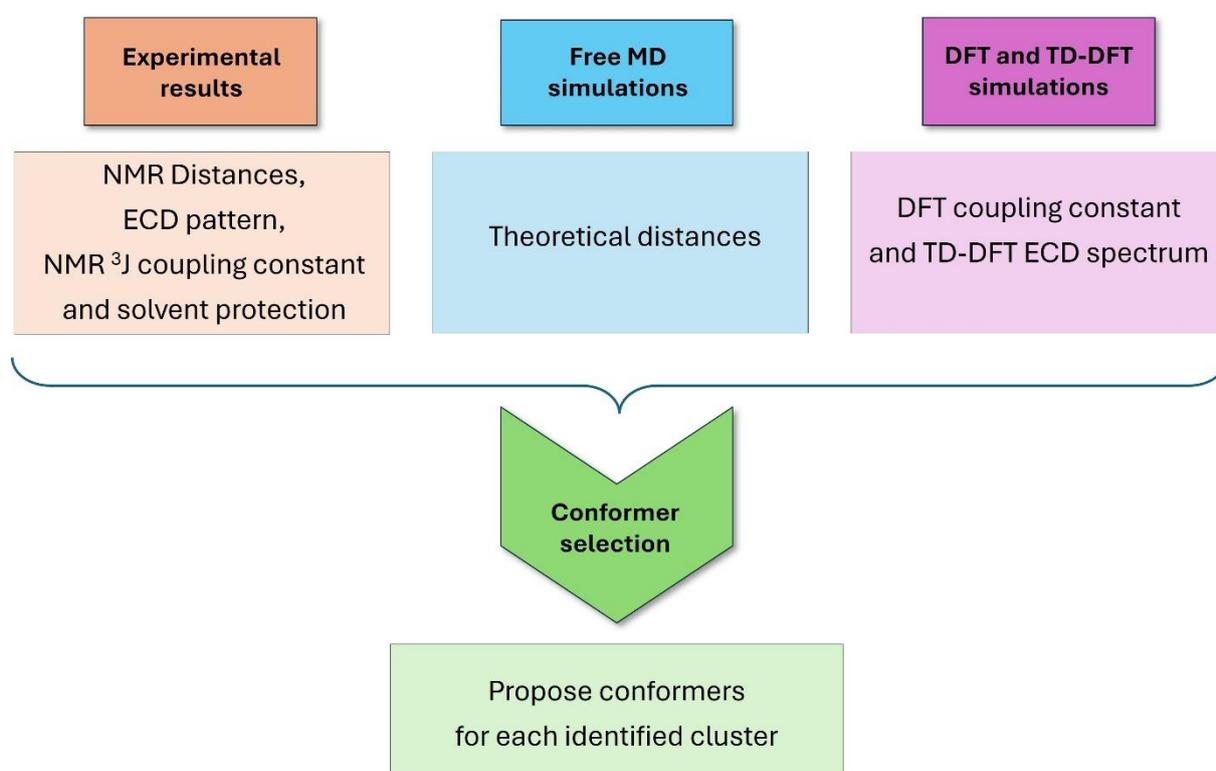 Experimental
results
Free MD
simulations
DFT and TD-DFT
simulations
NMR Distances,
ECD pattern,
NMR ³J coupling constant
and solvent protection
Theoretical distances
DFT coupling constant
and TD-DFT ECD spectrum
Conformer
selection
Propose conformers
for each identified cluster